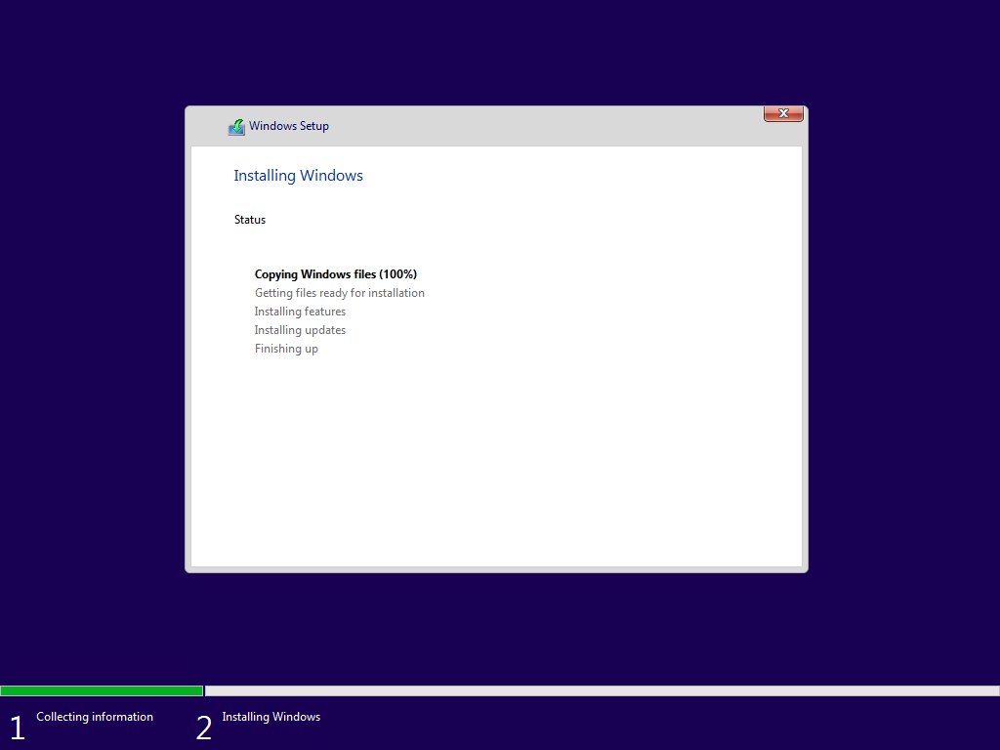 Windows Setup
Installing Windows
Status
Copying Windows files (100%)
Getting files ready for installation
Installing features
Installing updates
Finishing up
1 Collecting information 2 Installing Windows